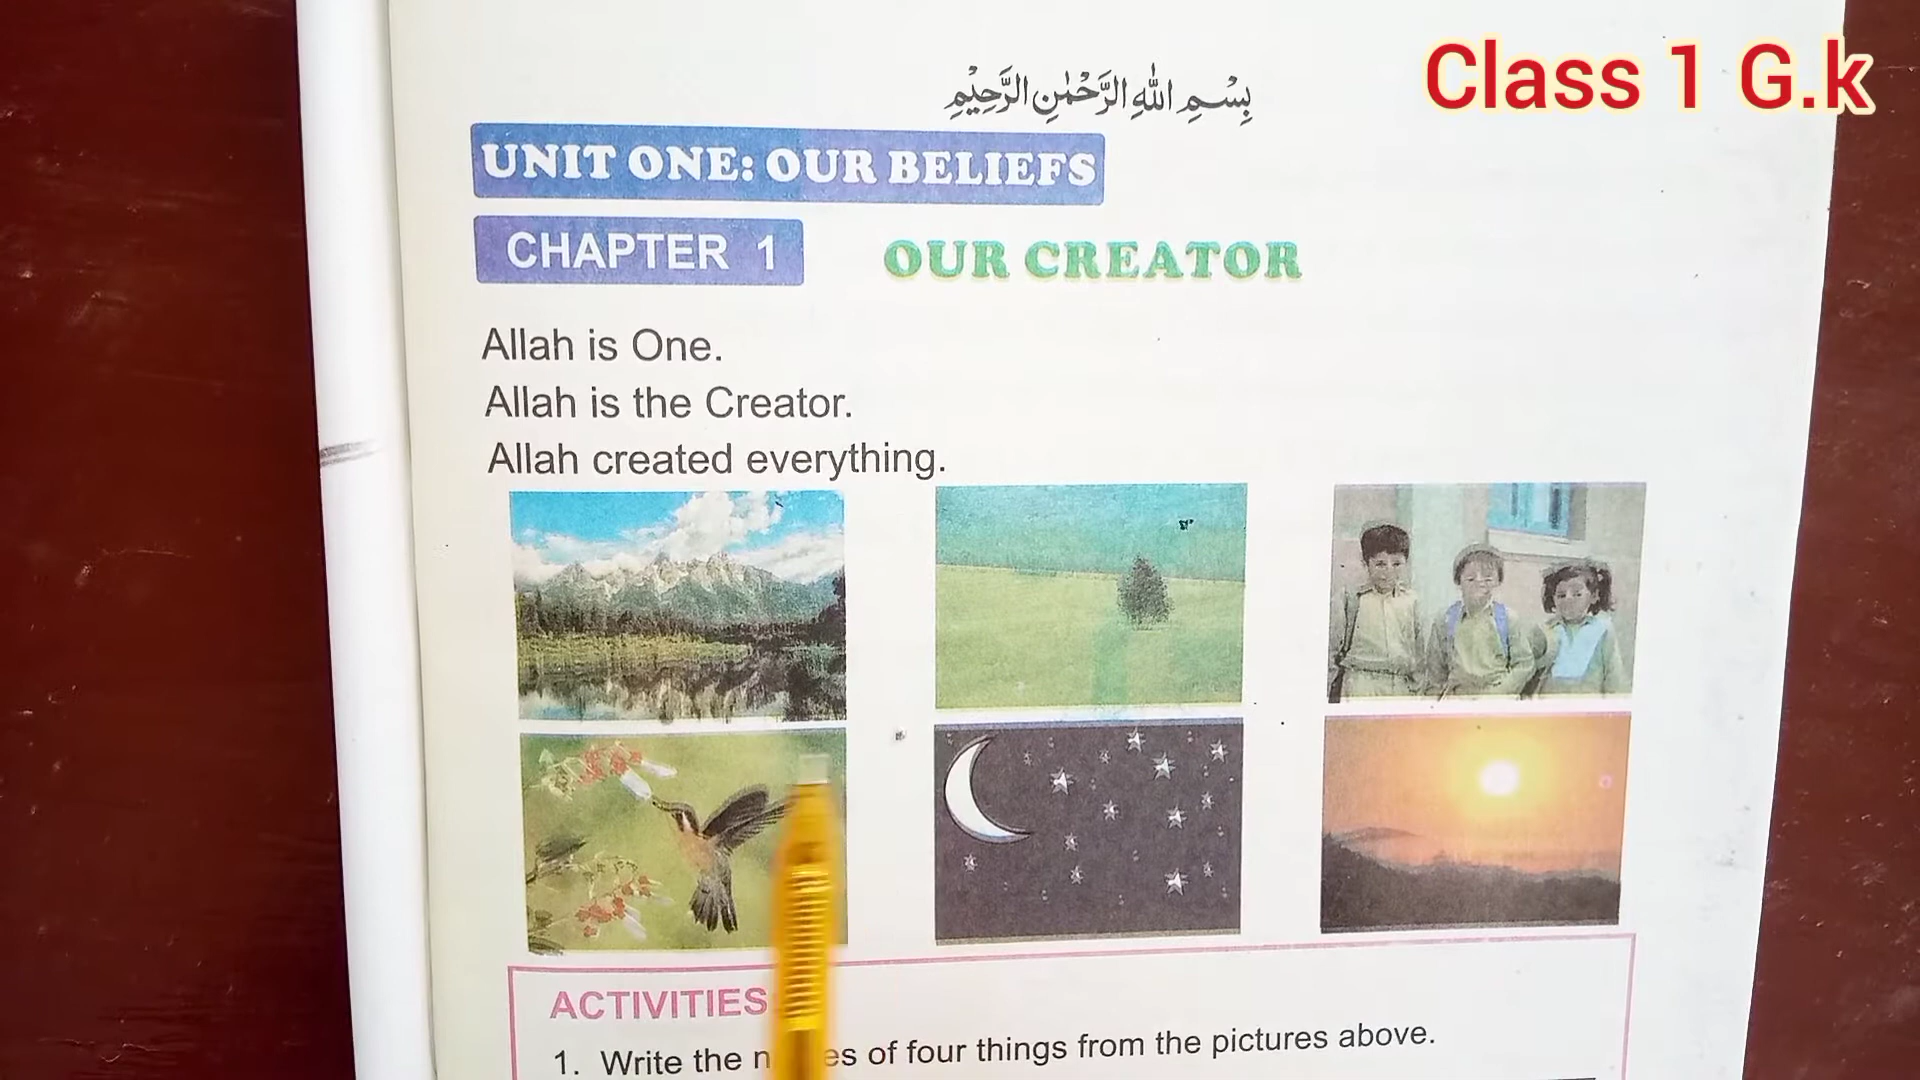 Class 1 G.k
بِسْمِ اللّٰهِ الرَّحْمٰنِ الرَّحِيْمِ
UNIT ONE: OUR BELIEFS
CHAPTER 1 OUR CREATOR
Allah is One.
Allah is the Creator.
Allah created everything.
ACTIVITIES
1. Write the of four things from the pictures above.